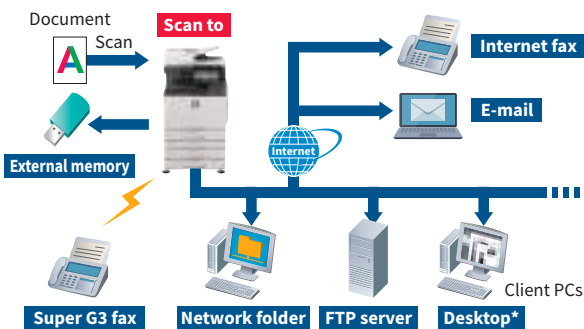 Document
Scan
A
Scan to
Internet fax
E-mail
External memory
Internet
Super G3 fax
Network folder
FTP server
Client PCs
Desktop*